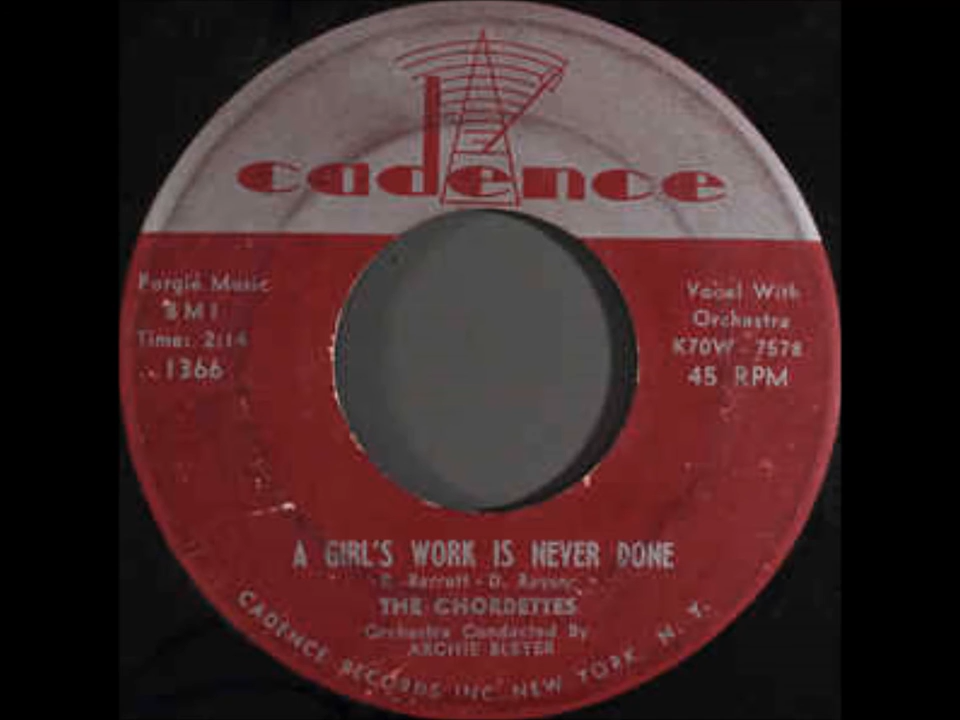 cadence
Porgie Music
BMI
Time: 2:14
1366
Vocal With
Orchestra
K70W - 7578
45 RPM
A GIRL'S WORK IS NEVER DONE
THE CHORDETTES
Orchestra Conducted By
ARCHIE BLEYER
CADENCE RECORDS INC NEW YORK, N. Y.